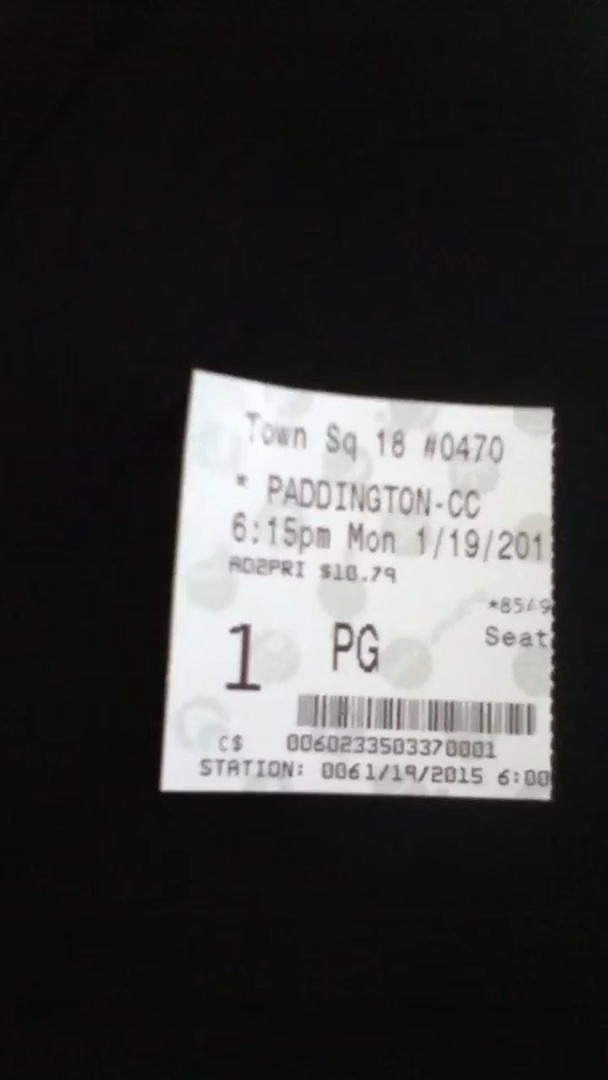 Town Sq 18 #0470
* PADDINGTON-CC
6:15pm Mon 1/19/201
AD2PRI $10.79
Seat
1 PG
C$ 0060233503370001
STATION: 0061/19/2015 6:00